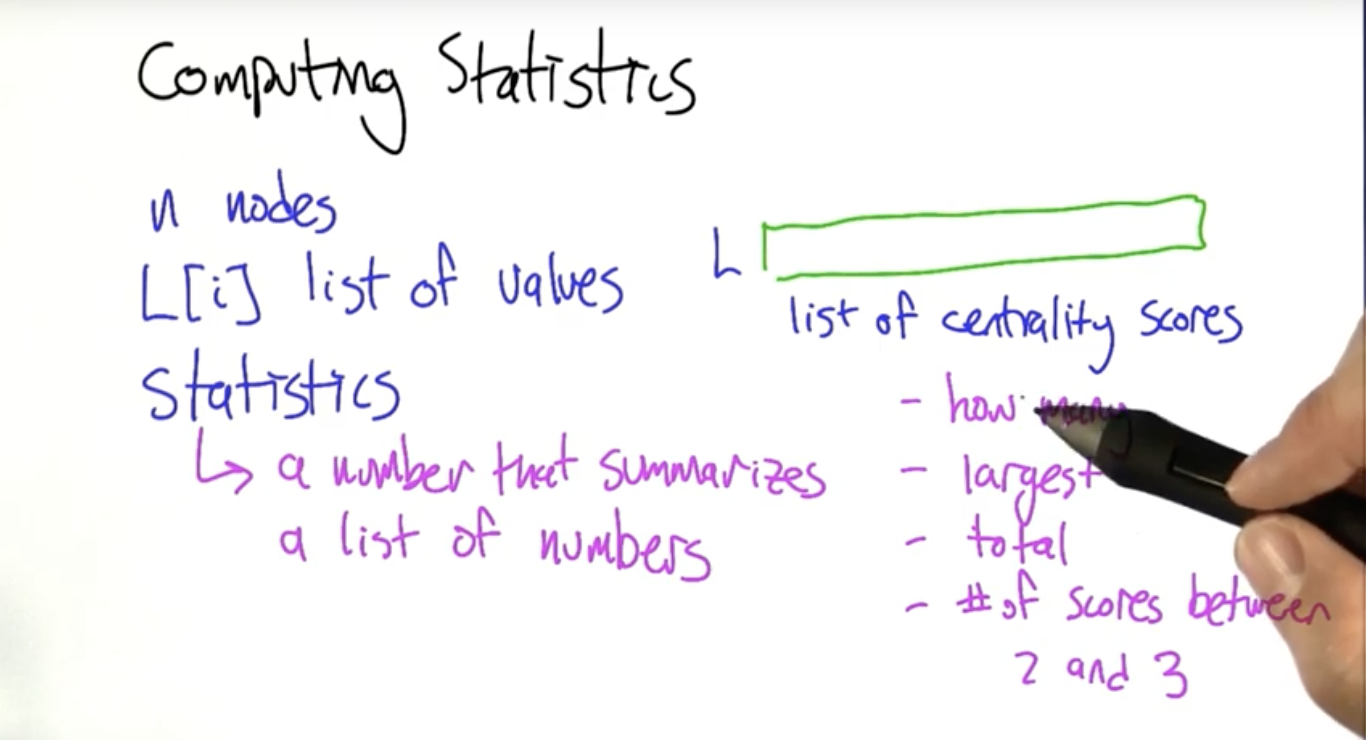 Computing Statistics
n nodes
L[i] list of values
Statistics
↳ a number that summarizes
a list of numbers
L
list of centrality scores
- how many
- largest
- total
- # of scores between
2 and 3